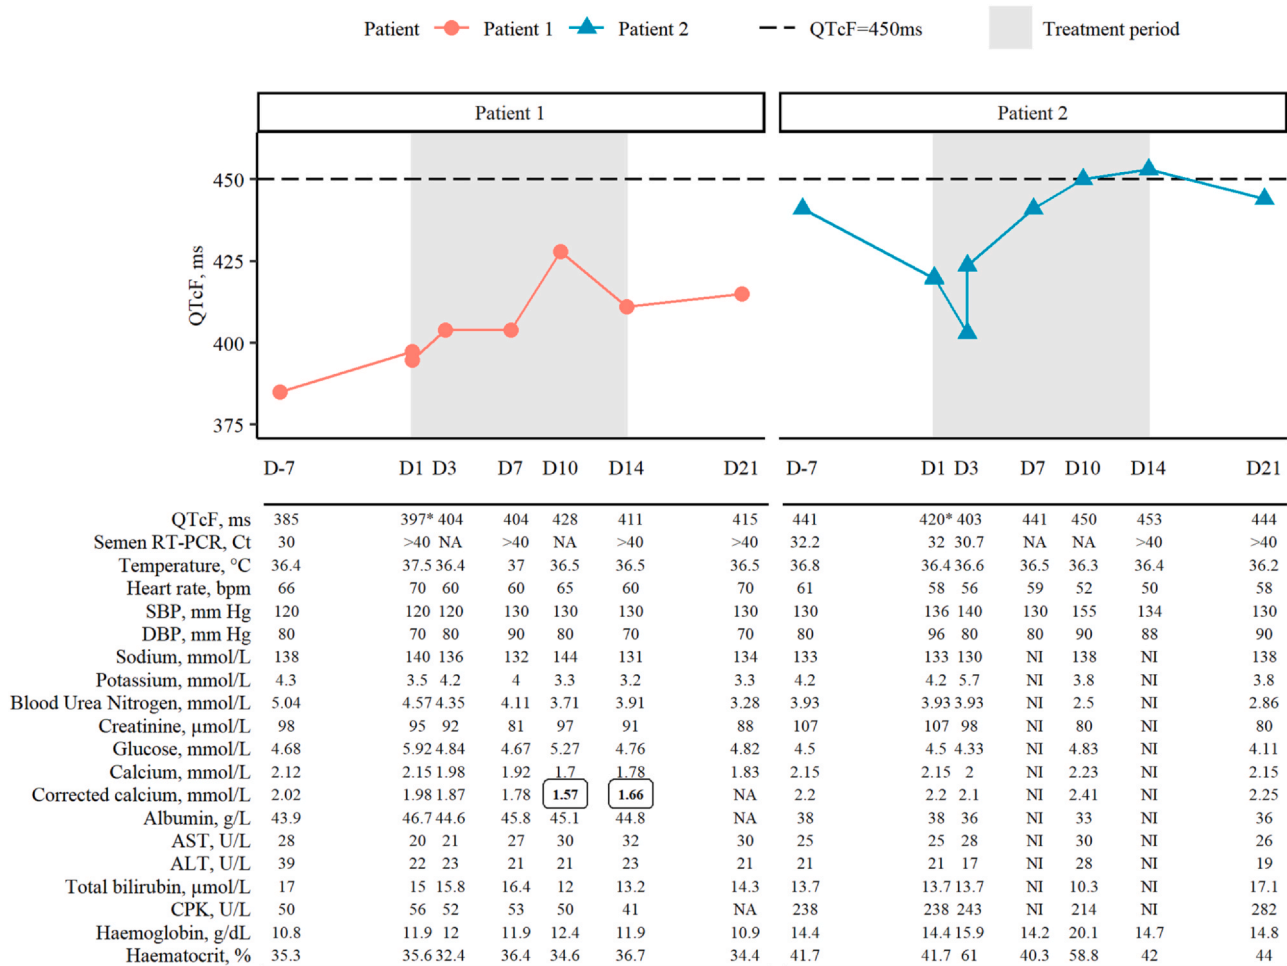 Patient Patient 1 Patient 2 QTcF=450ms Treatment period
Patient 1 Patient 2
450
425
400
375
QTcF, ms
D-7 D1 D3 D7 D10 D14 D21 D-7 D1 D3 D7 D10 D14 D21
QTcF, ms 385 397* 404 404 428 411 415 441 420* 403 441 450 453 444
Semen RT-PCR, Ct 30 >40 NA >40 NA >40 >40 32.2 32 30.7 NA NA >40 >40
Temperature, °C 36.4 37.5 36.4 37 36.5 36.5 36.5 36.8 36.4 36.6 36.5 36.3 36.4 36.2
Heart rate, bpm 66 70 60 60 65 60 70 61 58 56 59 52 50 58
SBP, mm Hg 120 120 120 130 130 130 130 130 136 140 130 155 134 130
DBP, mm Hg 80 70 80 90 80 70 70 80 96 80 80 90 88 90
Sodium, mmol/L 138 140 136 132 144 131 134 133 133 130 NI 138 NI 138
Potassium, mmol/L 4.3 3.5 4.2 4 3.3 3.2 3.3 4.2 4.2 5.7 NI 3.8 NI 3.8
Blood Urea Nitrogen, mmol/L 5.04 4.57 4.35 4.11 3.71 3.91 3.28 3.93 3.93 3.93 NI 2.5 NI 2.86
Creatinine, µmol/L 98 95 92 81 97 91 88 107 107 98 NI 80 NI 80
Glucose, mmol/L 4.68 5.92 4.84 4.67 5.27 4.76 4.82 4.5 4.5 4.33 NI 4.83 NI 4.11
Calcium, mmol/L 2.12 2.15 1.98 1.92 1.7 1.78 1.83 2.15 2.15 2 NI 2.23 NI 2.15
Corrected calcium, mmol/L 2.02 1.98 1.87 1.78 1.57 1.66 NA 2.2 2.2 2.1 NI 2.41 NI 2.25
Albumin, g/L 43.9 46.7 44.6 45.8 45.1 44.8 NA 38 38 36 NI 33 NI 36
AST, U/L 28 20 21 27 30 32 30 25 25 28 NI 30 NI 26
ALT, U/L 39 22 23 21 21 23 21 21 21 17 NI 28 NI 19
Total bilirubin, µmol/L 17 15 15.8 16.4 12 13.2 14.3 13.7 13.7 13.7 NI 10.3 NI 17.1
CPK, U/L 50 56 52 53 50 41 NA 238 238 243 NI 214 NI 282
Haemoglobin, g/dL 10.8 11.9 12 11.9 12.4 11.9 10.9 14.4 14.4 15.9 14.2 20.1 14.7 14.8
Haematocrit, % 35.3 35.6 32.4 36.4 34.6 36.7 34.4 41.7 41.7 61 40.3 58.8 42 44